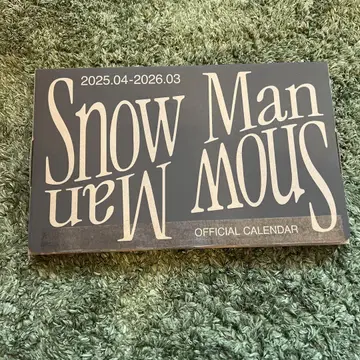 2025.04-2026.03
Snow Man
Snow Man
OFFICIAL CALENDAR